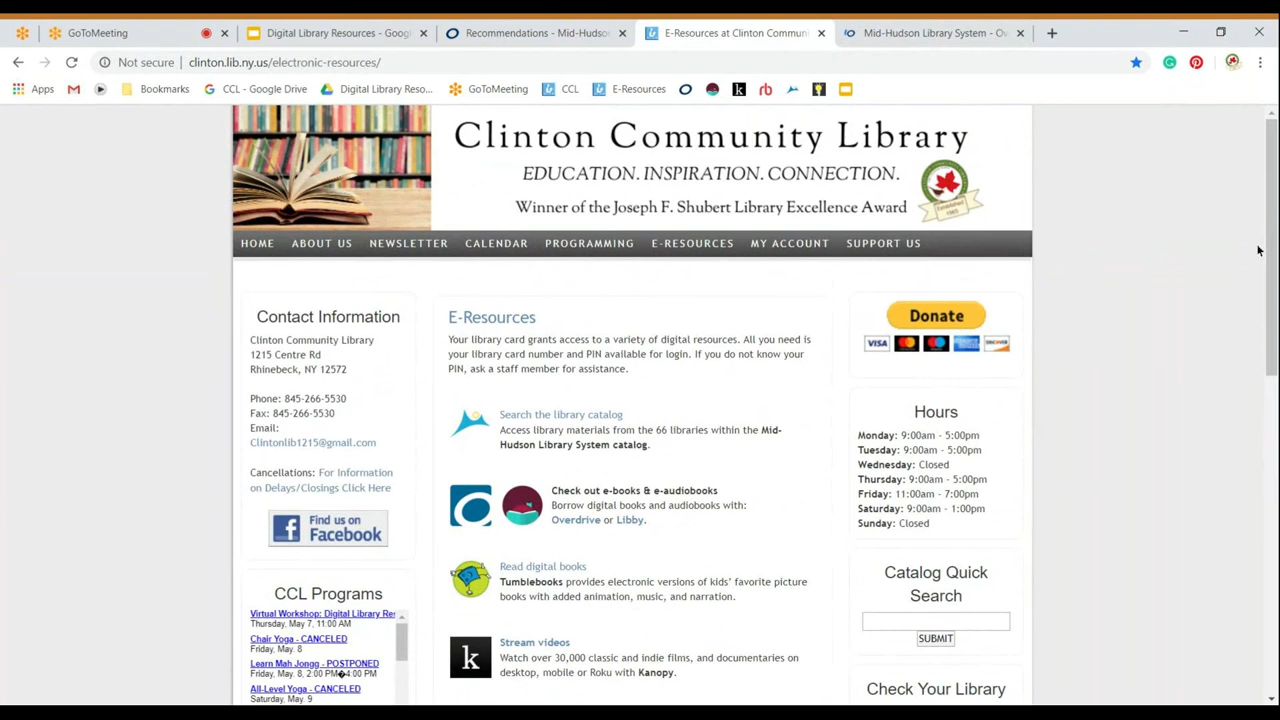 GoToMeeting
Digital Library Resources - Googl
Recommendations - Mid-Hudso
E-Resources at Clinton Commun
Mid-Hudson Library System - Ov
Not secure
clinton.lib.ny.us/electronic-resources/
Apps
Bookmarks
CCL - Google Drive
Digital Library Reso...
GoToMeeting
CCL
E-Resources
Clinton Community Library
EDUCATION. INSPIRATION. CONNECTION.
Winner of the Joseph F. Shubert Library Excellence Award
Established
HOME ABOUT US NEWSLETTER CALENDAR PROGRAMMING E-RESOURCES MY ACCOUNT SUPPORT US
Contact Information
Clinton Community Library
1215 Centre Rd
Rhinebeck, NY 12572
Phone: 845-266-5530
Fax: 845-266-5530
Email:
Clintonlib1215@gmail.com
Cancellations: For Information
on Delays/Closings Click Here
Find us on
Facebook
CCL Programs
Virtual Workshop: Digital Library Res
Thursday, May 7, 11:00 AM
Chair Yoga - CANCELED
Friday, May. 8
Learn Mah Jongg - POSTPONED
Friday, May. 8, 2:00 PM�4:00 PM
All-Level Yoga - CANCELED
Saturday, May. 9
E-Resources
Your library card grants access to a variety of digital resources. All you need is
your library card number and PIN available for login. If you do not know your
PIN, ask a staff member for assistance.
Search the library catalog
Access library materials from the 66 libraries within the Mid-
Hudson Library System catalog.
Check out e-books & e-audiobooks
Borrow digital books and audiobooks with:
Overdrive or Libby.
Read digital books
Tumblebooks provides electronic versions of kids' favorite picture
books with added animation, music, and narration.
k
Stream videos
Watch over 30,000 classic and indie films, and documentaries on
desktop, mobile or Roku with Kanopy.
Donate
VISA
DISCOVER
Hours
Monday: 9:00am - 5:00pm
Tuesday: 9:00am - 5:00pm
Wednesday: Closed
Thursday: 9:00am - 5:00pm
Friday: 11:00am - 7:00pm
Saturday: 9:00am - 1:00pm
Sunday: Closed
Catalog Quick
Search
SUBMIT
Check Your Library